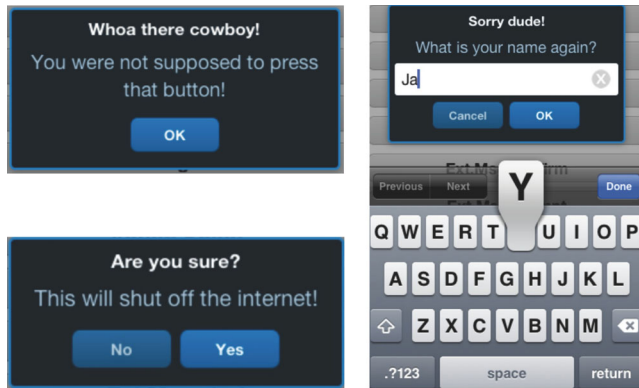 Whoa there cowboy!
You were not supposed to press
that button!
OK
Are you sure?
This will shut off the internet!
No Yes
Sorry dude!
What is your name again?
Ja
Cancel OK
Previous Next Y Done
Q W E R T U I O P
A S D F G H J K L
Z X C V B N M
.?123 space return